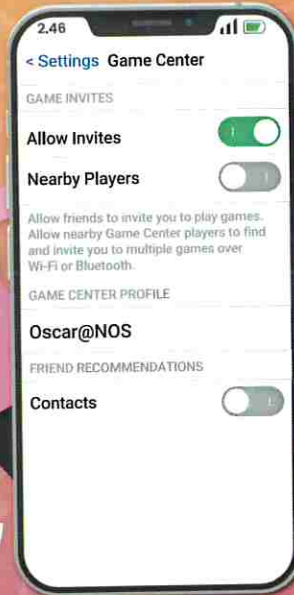 2.46
< Settings Game Center
GAME INVITES
Allow Invites
Nearby Players
Allow friends to invite you to play games.
Allow nearby Game Center players to find
and invite you to multiple games over
Wi-Fi or Bluetooth.
GAME CENTER PROFILE
Oscar@NOS
FRIEND RECOMMENDATIONS
Contacts